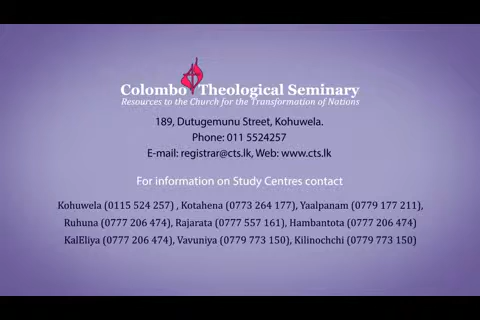 Colombo Theological Seminary
Resources to the Church for the Transformation of Nations
189, Dutugemunu Street, Kohuwela.
Phone: 011 5524257
E-mail: registrar@cts.lk, Web: www.cts.lk
For information on Study Centres contact
Kohuwela (0115 524 257) , Kotahena (0773 264 177), Yaalpanam (0779 177 211),
Ruhuna (0777 206 474), Rajarata (0777 557 161), Hambantota (0777 206 474)
KalEliya (0777 206 474), Vavuniya (0779 773 150), Kilinochchi (0779 773 150)